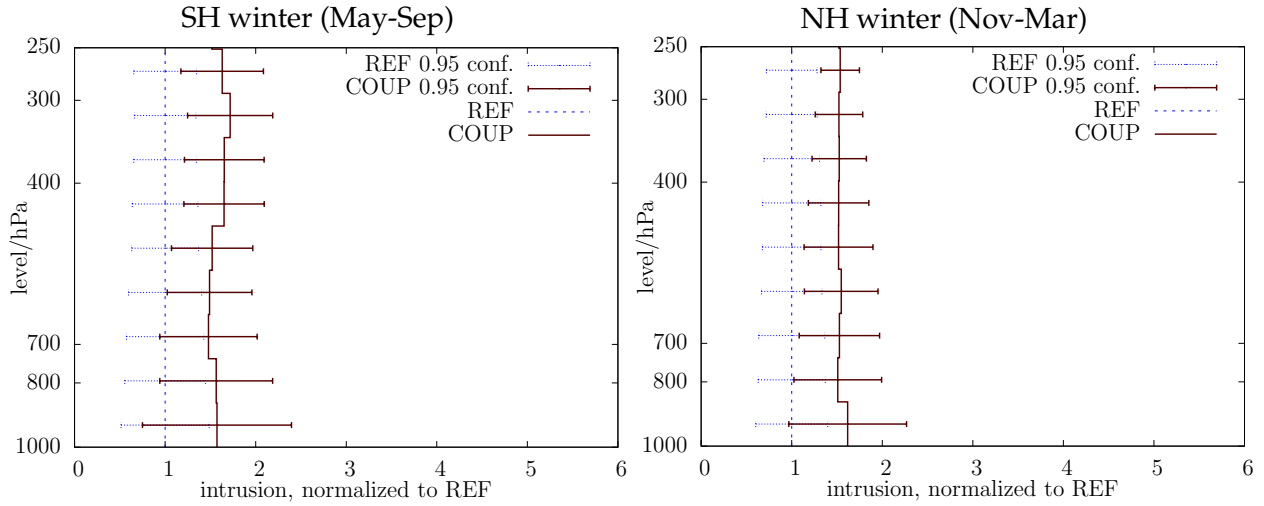 SH winter (May-Sep)
250
300
400
700
800
1000
level/hPa
REF 0.95 conf.
COUP 0.95 conf.
REF
COUP
0 1 2 3 4 5 6
intrusion, normalized to REF
NH winter (Nov-Mar)
250
300
400
700
800
1000
level/hPa
REF 0.95 conf.
COUP 0.95 conf.
REF
COUP
0 1 2 3 4 5 6
intrusion, normalized to REF